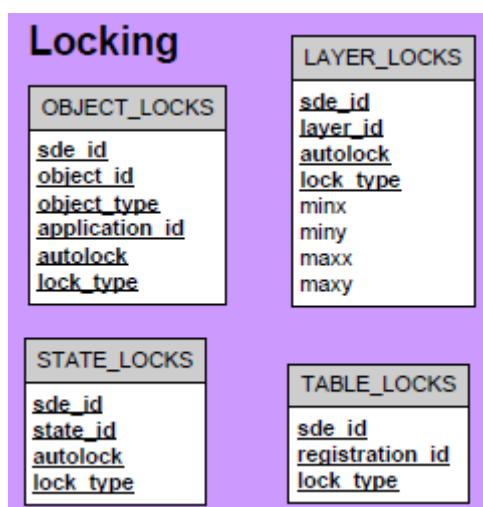 Locking
OBJECT_LOCKS
sde_id
object_id
object_type
application_id
autolock
lock_type
LAYER_LOCKS
sde_id
layer_id
autolock
lock_type
minx
miny
maxx
maxy
STATE_LOCKS
sde_id
state_id
autolock
lock_type
TABLE_LOCKS
sde_id
registration_id
lock_type